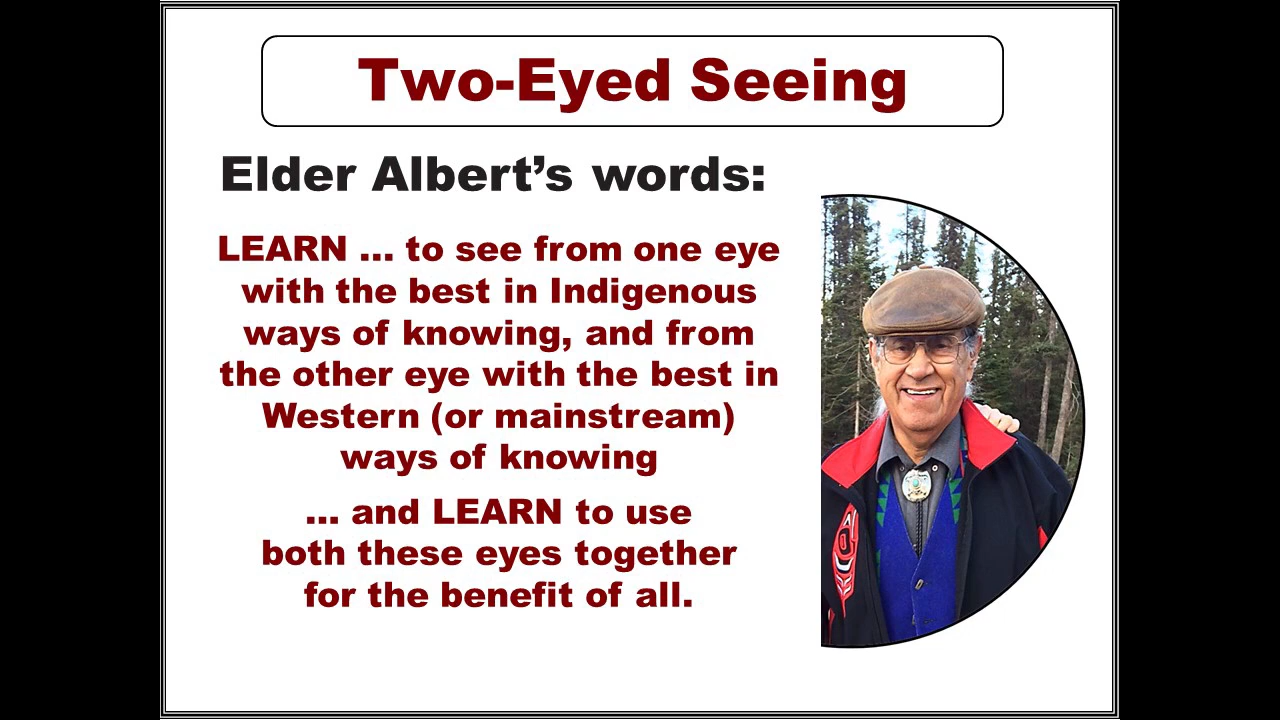 Two-Eyed Seeing
Elder Albert’s words:
LEARN ... to see from one eye
with the best in Indigenous
ways of knowing, and from
the other eye with the best in
Western (or mainstream)
ways of knowing
... and LEARN to use
both these eyes together
for the benefit of all.